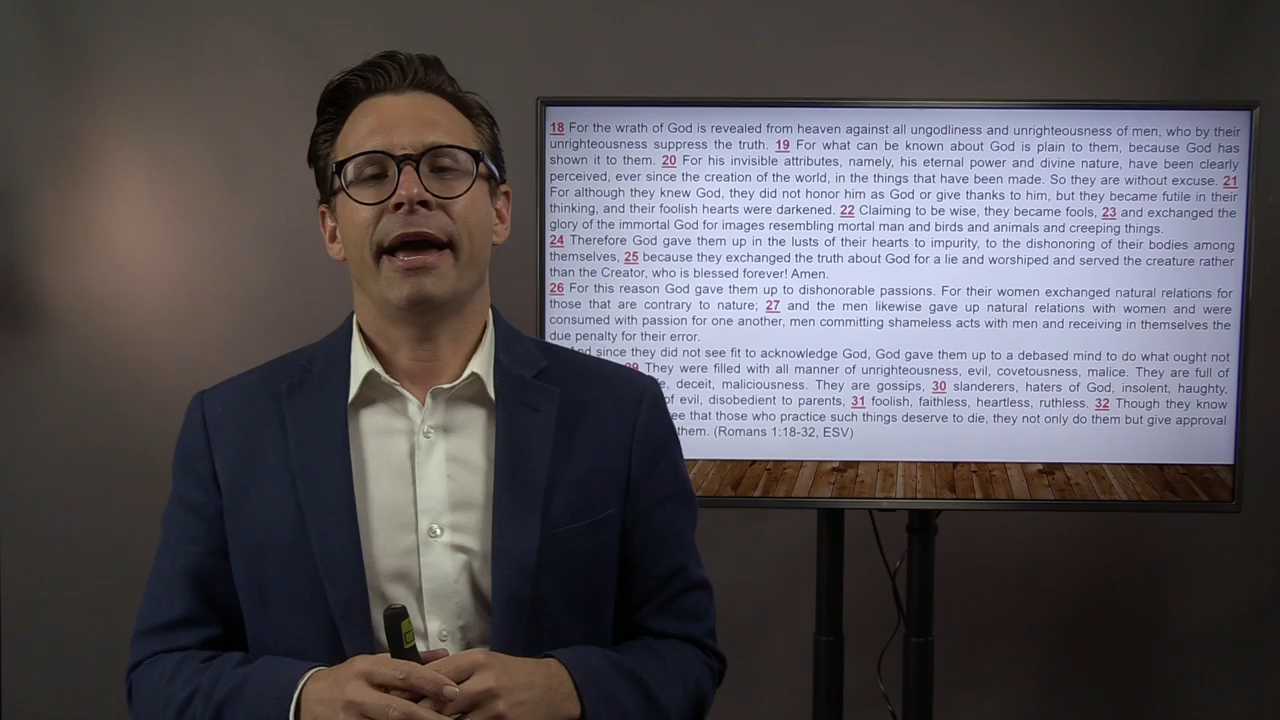 18 For the wrath of God is revealed from heaven against all ungodliness and unrighteousness of men, who by their
unrighteousness suppress the truth. 19 For what can be known about God is plain to them, because God has
shown it to them. 20 For his invisible attributes, namely, his eternal power and divine nature, have been clearly
perceived, ever since the creation of the world, in the things that have been made. So they are without excuse. 21
For although they knew God, they did not honor him as God or give thanks to him, but they became futile in their
thinking, and their foolish hearts were darkened. 22 Claiming to be wise, they became fools, 23 and exchanged the
glory of the immortal God for images resembling mortal man and birds and animals and creeping things.
24 Therefore God gave them up in the lusts of their hearts to impurity, to the dishonoring of their bodies among
themselves, 25 because they exchanged the truth about God for a lie and worshiped and served the creature rather
than the Creator, who is blessed forever! Amen.
26 For this reason God gave them up to dishonorable passions. For their women exchanged natural relations for
those that are contrary to nature; 27 and the men likewise gave up natural relations with women and were
consumed with passion for one another, men committing shameless acts with men and receiving in themselves the
due penalty for their error.
And since they did not see fit to acknowledge God, God gave them up to a debased mind to do what ought not
29 They were filled with all manner of unrighteousness, evil, covetousness, malice. They are full of
deceit, maliciousness. They are gossips, 30 slanderers, haters of God, insolent, haughty,
of evil, disobedient to parents, 31 foolish, faithless, heartless, ruthless. 32 Though they know
that those who practice such things deserve to die, they not only do them but give approval
them. (Romans 1:18-32, ESV)